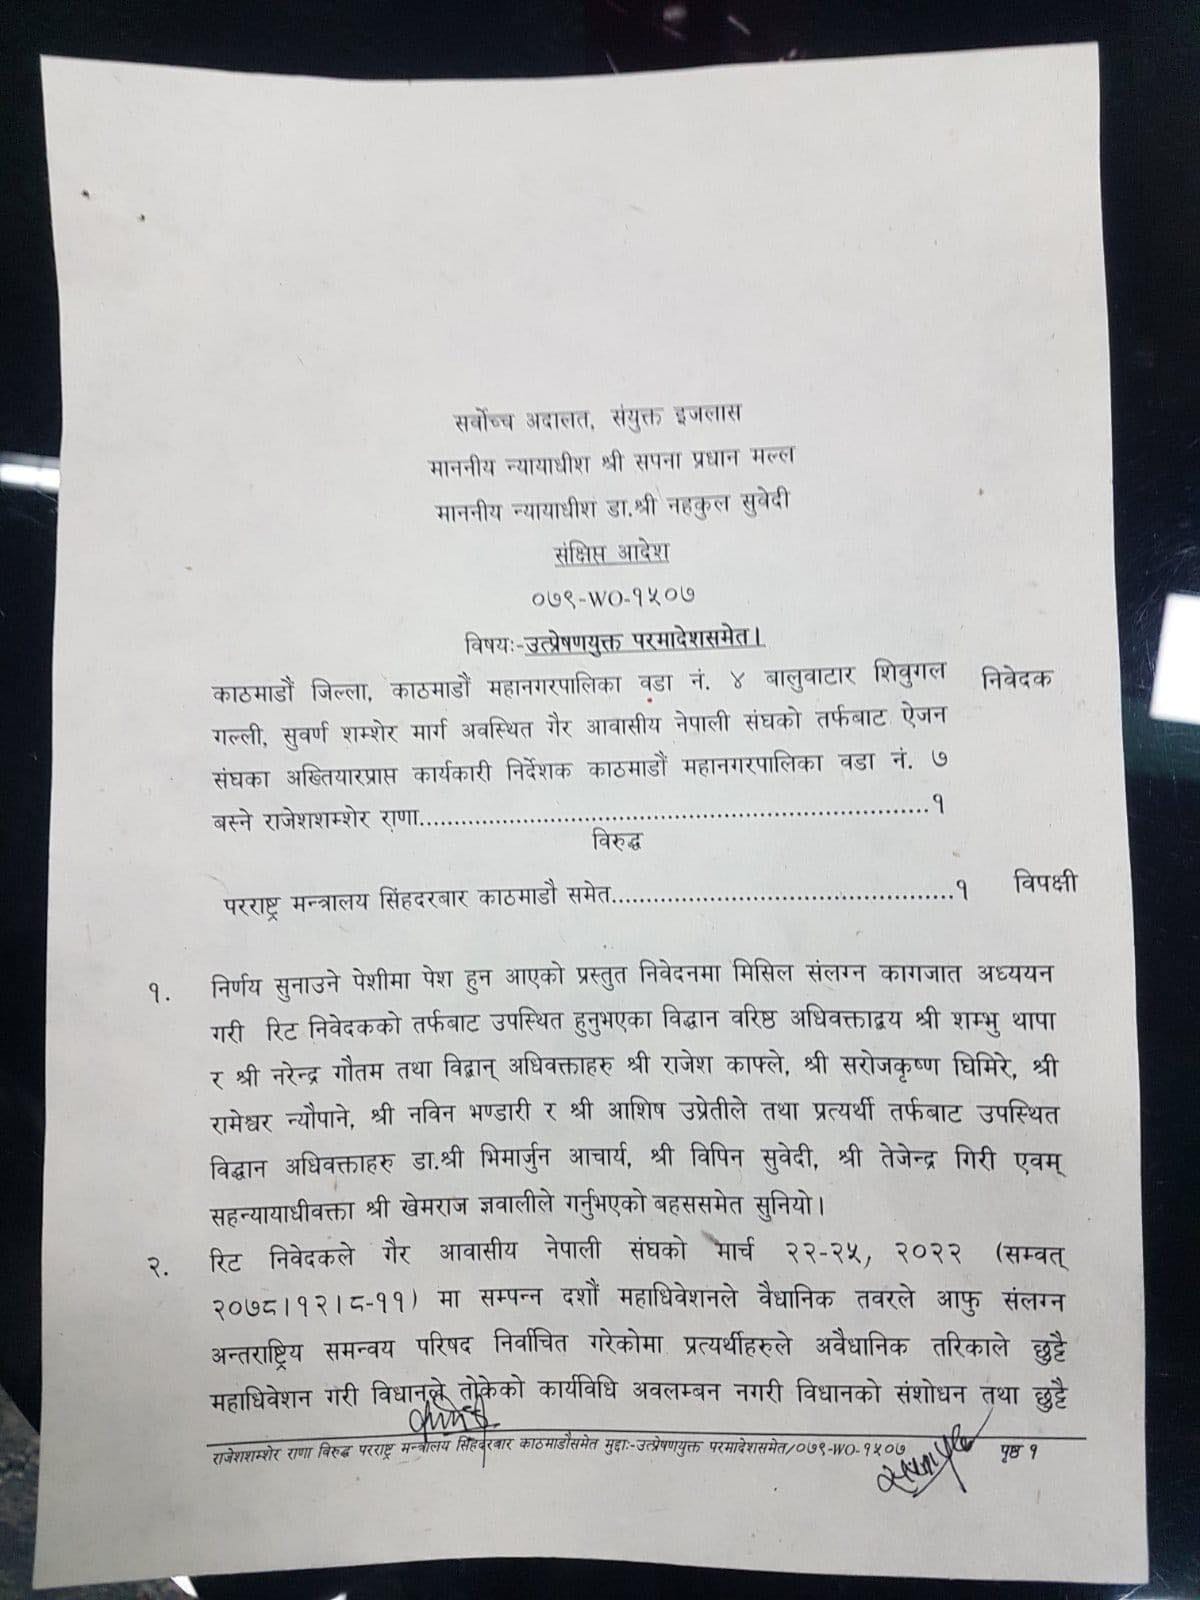 सर्वोच्च अदालत, संयुक्त इजलास
माननीय न्यायाधीश श्री सपना प्रधान मल्ल
माननीय न्यायाधीश डा.श्री नहकुल सुवेदी
संक्षिप्त आदेश
०७९-WO-१५०७
विषयः-उत्प्रेषणयुक्त परमादेशसमेत।
काठमाडौं जिल्ला, काठमाडौं महानगरपालिका वडा नं. ४ बालुवाटार शिवुगल निवेदक
गल्ली, सुवर्ण शम्शेर मार्ग अवस्थित गैर आवासीय नेपाली संघको तर्फबाट ऐजन
संघका अख्तियारप्राप्त कार्यकारी निर्देशक काठमाडौं महानगरपालिका वडा नं. ७
बस्ने राजेशशम्शेर राणा..........................................................................१
विरुद्ध
परराष्ट्र मन्त्रालय सिंहदरबार काठमाडौ समेत.................................................१ विपक्षी
१. निर्णय सुनाउने पेशीमा पेश हुन आएको प्रस्तुत निवेदनमा मिसिल संलग्न कागजात अध्ययन
गरी रिट निवेदकको तर्फबाट उपस्थित हुनुभएका विद्धान वरिष्ठ अधिवक्ताद्वय श्री शम्भु थापा
र श्री नरेन्द्र गौतम तथा विद्वान् अधिवक्ताहरु श्री राजेश काफ्ले, श्री सरोजकृष्ण घिमिरे, श्री
रामेश्वर न्यौपाने, श्री नविन भण्डारी र श्री आशिष उप्रेतीले तथा प्रत्यर्थी तर्फबाट उपस्थित
विद्धान अधिवक्ताहरु डा.श्री भिमार्जुन आचार्य, श्री विपिन सुवेदी, श्री तेजेन्द्र गिरी एवम्
सहन्यायाधीवक्ता श्री खेमराज ज्ञवालीले गर्नुभएको बहससमेत सुनियो।
२. रिट निवेदकले गैर आवासीय नेपाली संघको मार्च २२-२५, २०२२ (सम्वत्
२०७८।१२।८-११) मा सम्पन्न दशौं महाधिवेशनले वैधानिक तवरले आफु संलग्न
अन्तराष्ट्रिय समन्वय परिषद निर्वाचित गरेकोमा प्रत्यर्थीहरुले अवैधानिक तरिकाले छुट्टै
महाधिवेशन गरी विधानले तोकेको कार्यविधि अवलम्बन नगरी विधानको संशोधन तथा छुट्टै
राजेशशम्शेर राणा विरुद्ध परराष्ट्र मन्त्रालय सिंहदरबार काठमाडौसमेत मुद्दाः-उत्प्रेषणयुक्त परमादेशसमेत/०७९-WO-१५०७ पृष्ठ १